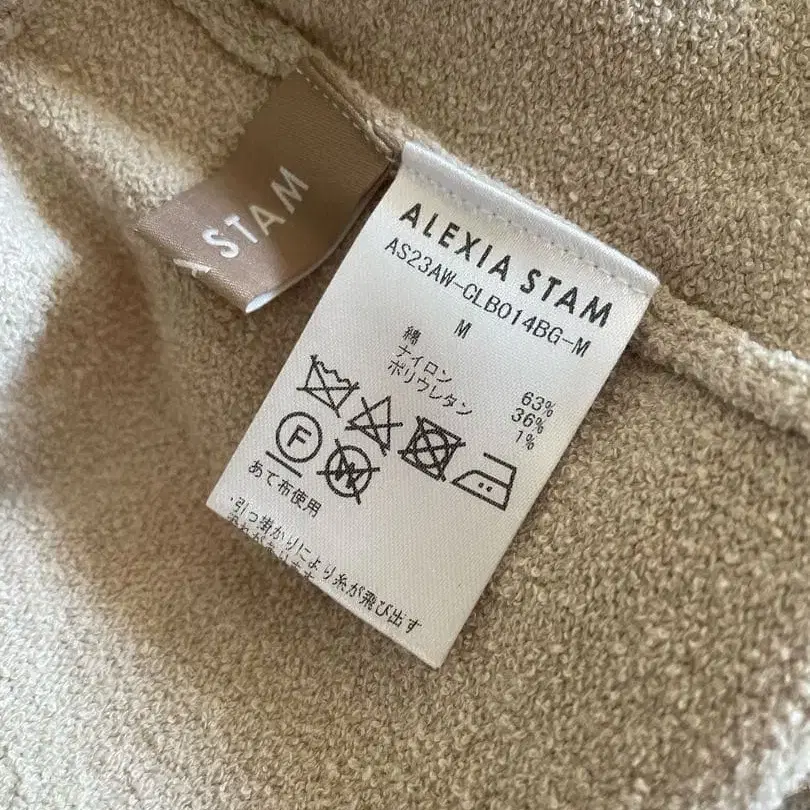 STAM
ALEXIA STAM
AS23AW-CLB014BG-M
M
綿 63%
ナイロン 36%
ポリウレタン 1%
F
W
あて布使用
・引っ掛かりにより糸が飛び出す